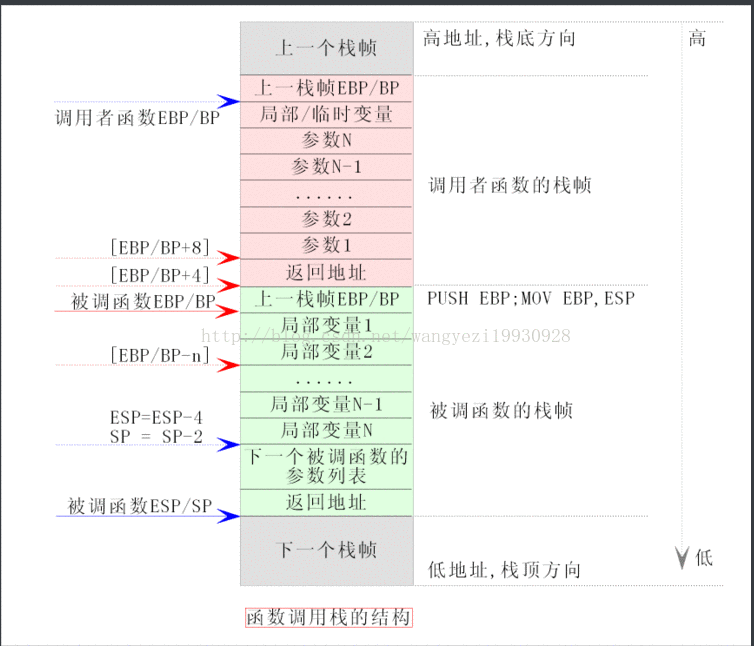 上一个栈帧
高地址,栈底方向
高
上一栈帧EBP/BP
调用者函数EBP/BP
局部/临时变量
参数N
参数N-1
调用者函数的栈帧
......
参数2
[EBP/BP+8]
参数1
[EBP/BP+4]
返回地址
被调函数EBP/BP
上一栈帧EBP/BP
PUSH EBP;MOV EBP,ESP
局部变量1
http://blog.csdn.net/wangyezi19930928
[EBP/BP-n]
局部变量2
......
局部变量N-1
被调函数的栈帧
ESP=ESP-4
SP = SP-2
局部变量N
下一个被调函数的
参数列表
被调函数ESP/SP
返回地址
下一个栈帧
低
低地址,栈顶方向
函数调用栈的结构